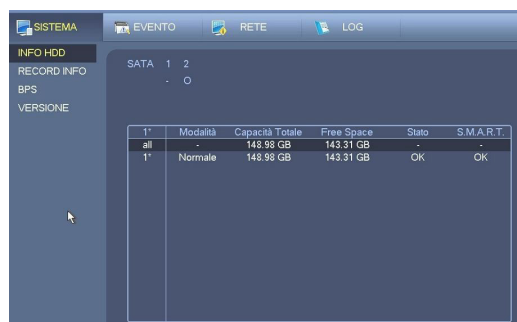 SISTEMA EVENTO RETE LOG
INFO HDD
RECORD INFO
BPS
VERSIONE
SATA 1 2
- O
1* Modalità Capacità Totale Free Space Stato S.M.A.R.T.
all - 148.98 GB 143.31 GB - -
1* Normale 148.98 GB 143.31 GB OK OK